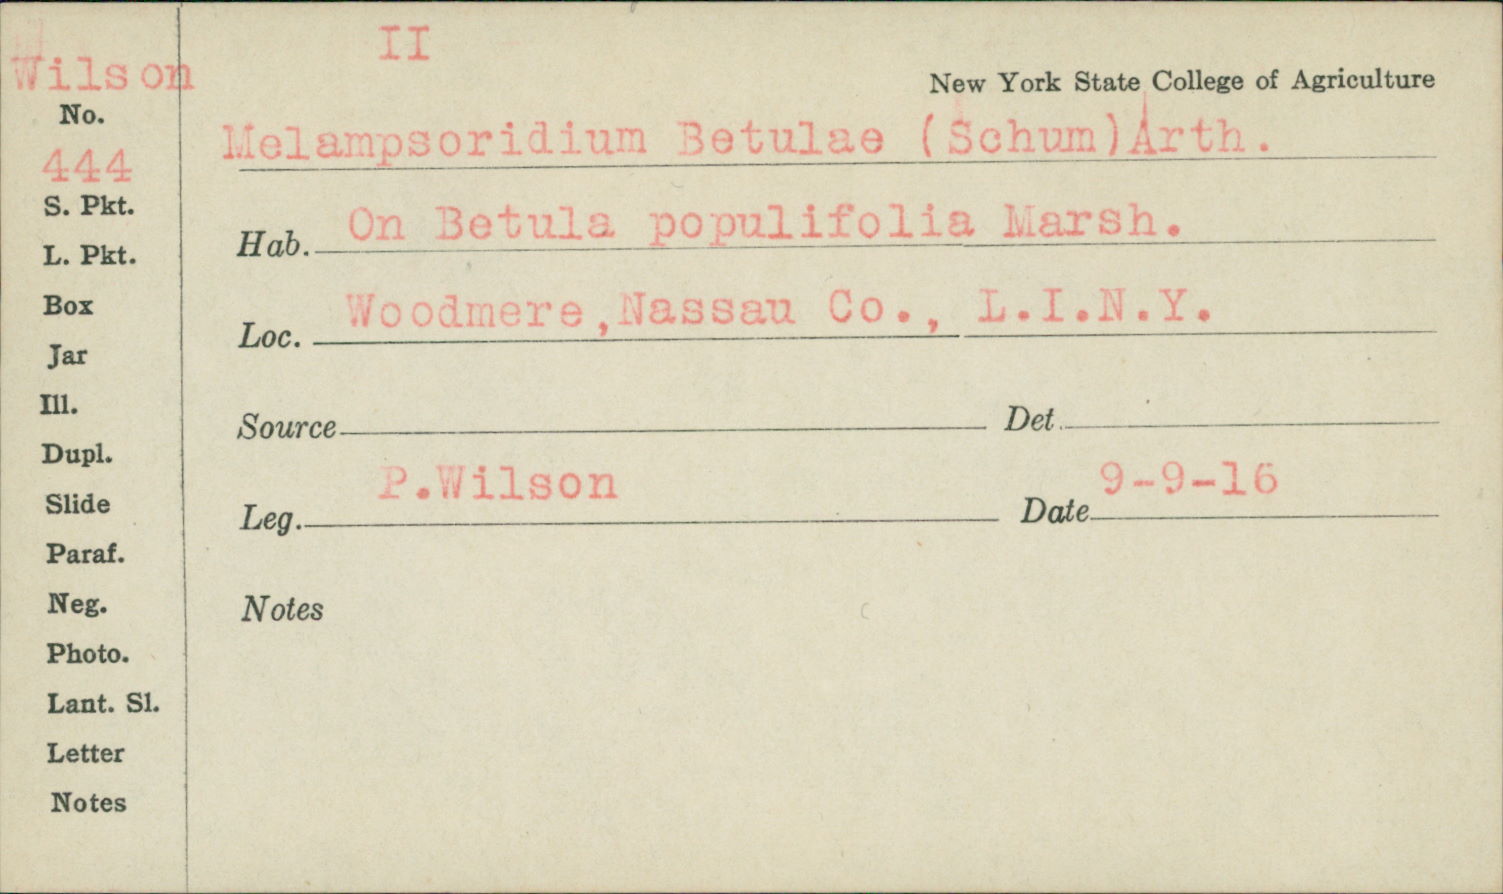 II
New York State College of Agriculture
Wilson
No.
444
S. Pkt.
L. Pkt.
Box
Jar
Ill.
Dupl.
Slide
Paraf.
Neg.
Photo.
Lant. Sl.
Letter
Notes
Melampsoridium Betulae (Schum)Arth.
Hab. On Betula populifolia Marsh.
Loc. Woodmere,Nassau Co., L.I.N.Y.
Source Det.
Leg. P.Wilson Date 9-9-16
Notes